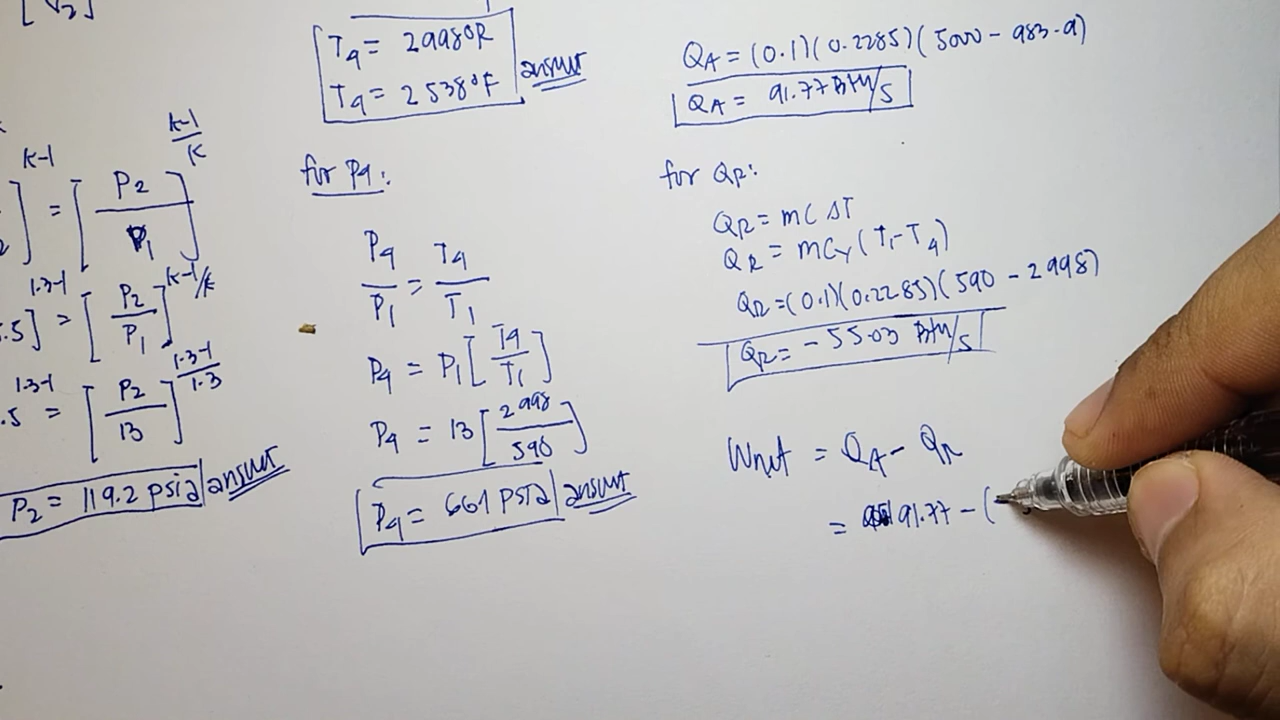 T4 = 2998°R
T4 = 2538°F
answer
K-1
K-1
K
= [ P2 / P1 ]
1.3-1
K-1/K
.5] = [ P2 / P1 ]
1.3-1
1.3-1
1.3
.5 = [ P2 / 13 ]
P2 = 119.2 psia answer
for P4:
P4 / P1 = T4 / T1
P4 = P1 [ T4 / T1 ]
P4 = 13 [ 2998 / 590 ]
P4 = 661 psia answer
QA = (0.1)(0.2285)(5000 - 983.9)
QA = 91.77 Btu/s
for QR:
QR = mC ΔT
QR = mCV (T1 - T4)
QR = (0.1)(0.2285)(590 - 2998)
QR = -55.03 Btu/s
Wnet = QA - QR
= 91.77 - (